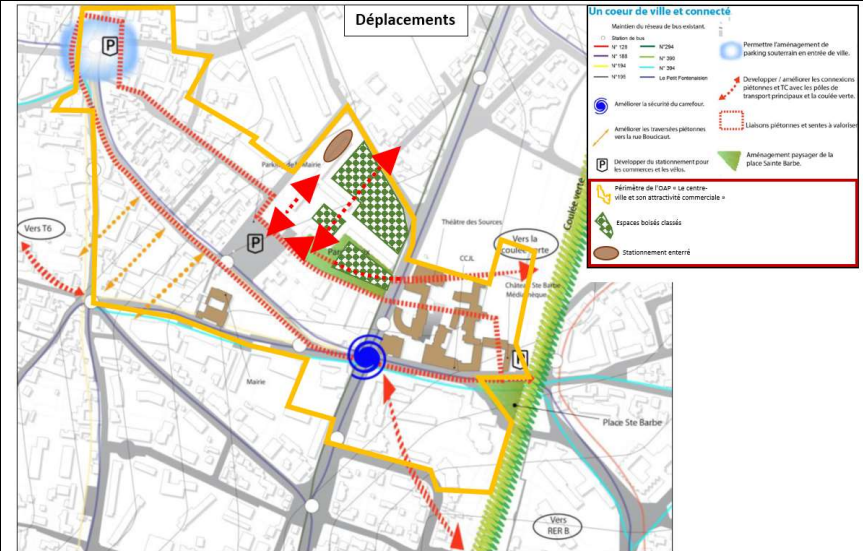 Déplacements
Un coeur de ville et connecté
Maintien du réseau de bus existant.
Station de bus
N° 128
N°294
N° 188
N° 390
N°194
N° 394
N°195
Le Petit Fontenaisien
Permettre l'aménagement de
parking souterrain en entrée de ville.
Developper / améliorer les connexions
piétonnes et TC avec les pôles de
transport principaux et la coulée verte.
Améliorer la sécurité du carrefour.
Liaisons piétonnes et sentes à valoriser
Améliorer les traversées piétonnes
vers la rue Boucicaut.
P
Développer du stationnement pour
les commerces et les vélos.
Aménagement paysager de la
place Sainte Barbe.
Périmètre de l'OAP « Le centre-
ville et son activité commerciale »
Espaces boisés classés
Stationnement enterré
P
Vers T6
P
Théâtre des Sources
Vers la
coulée verte
CCJL
Château Ste Barbe
Médiathèque
Coulée verte
P
Mairie
Place Ste Barbe
Vers
RER B